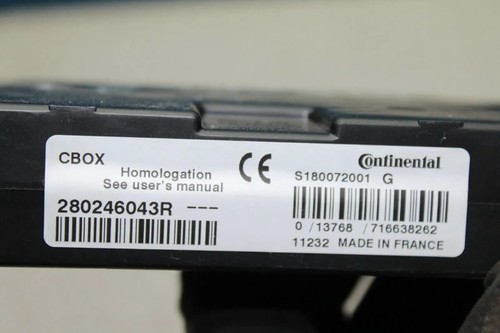 CBOX
Homologation
See user's manual
280246043R ---
CE
Continental
S180072001 G
0 /13768 /716638262
11232 MADE IN FRANCE